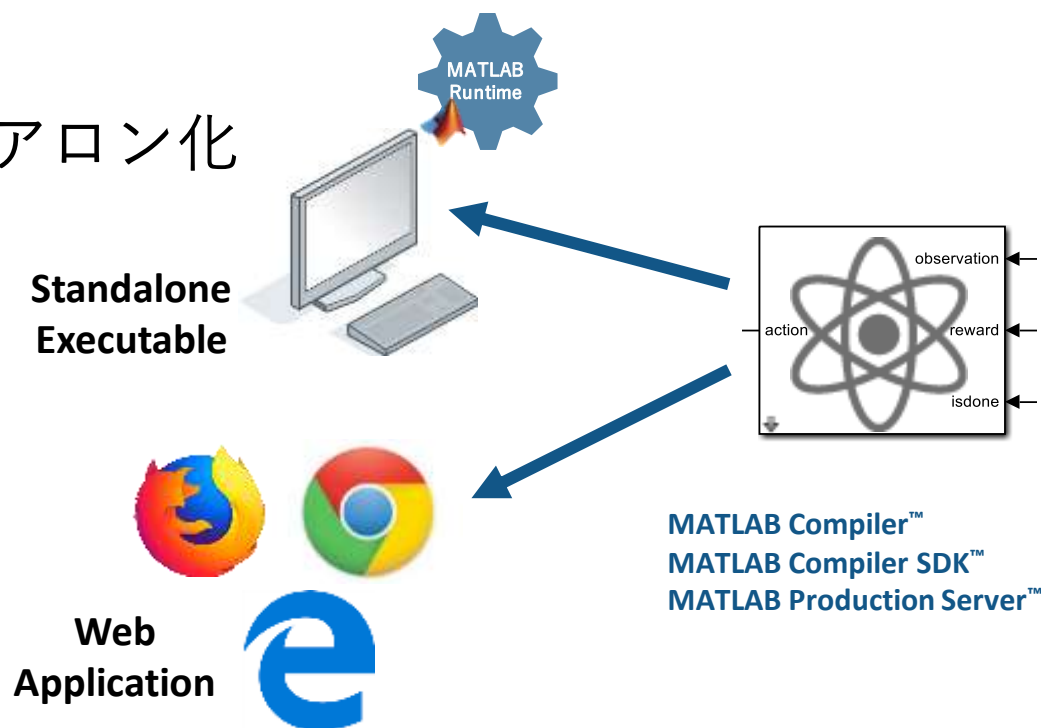 アロン化
MATLAB
Runtime
Standalone
Executable
observation
action
reward
isdone
MATLAB Compiler™
MATLAB Compiler SDK™
MATLAB Production Server™
Web
Application